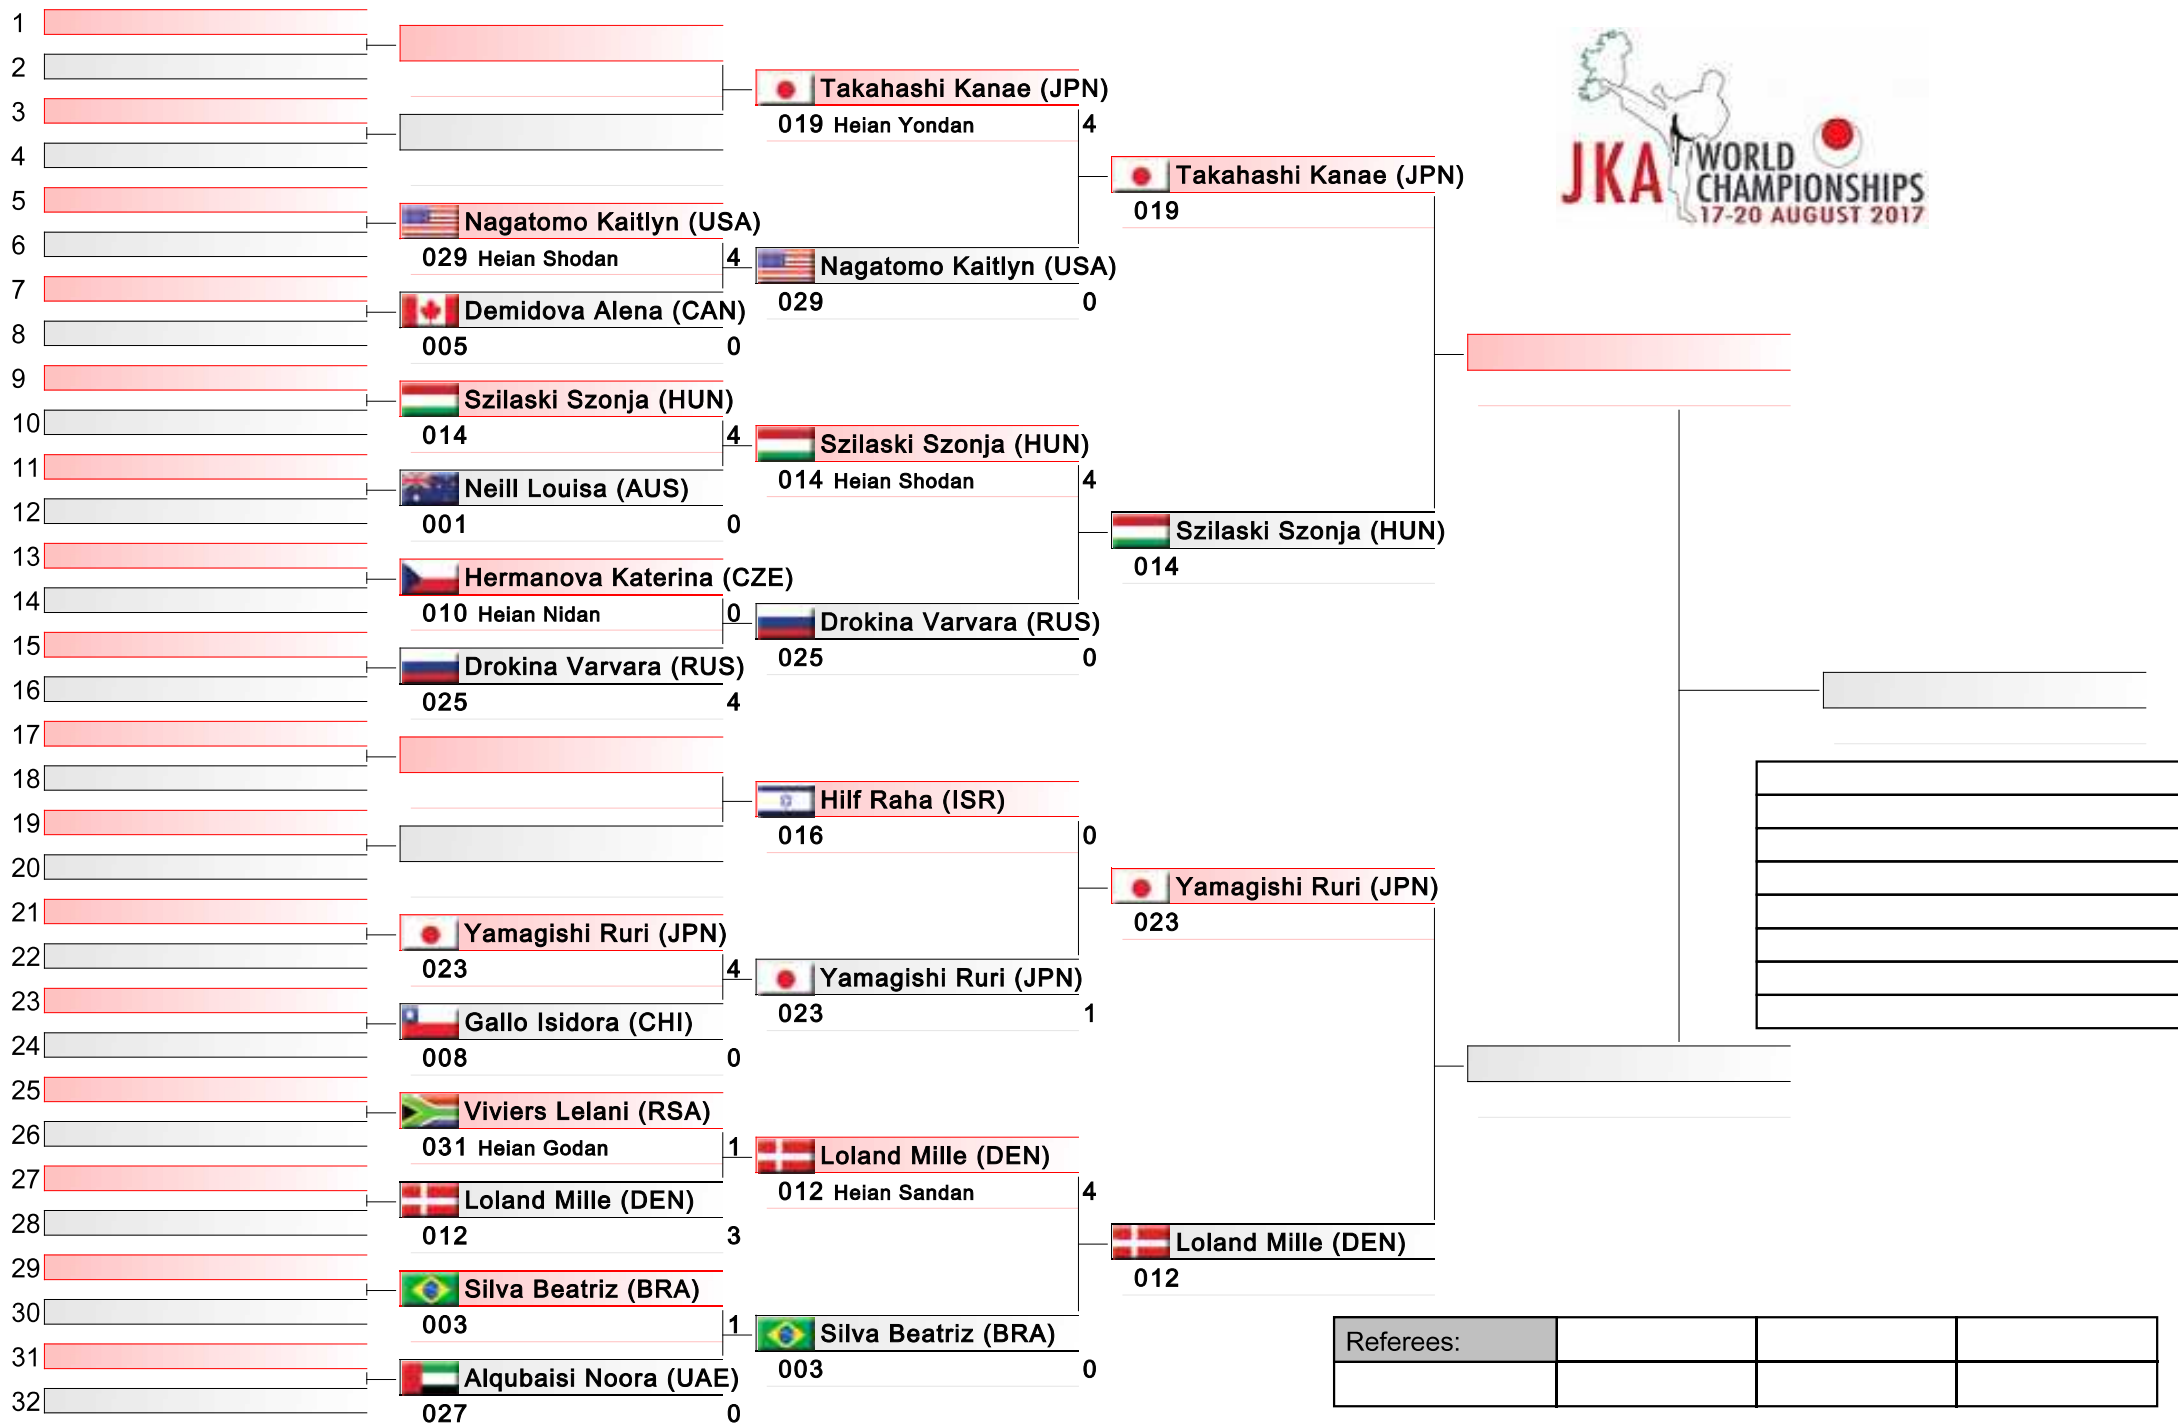 1
2
3
4
5
6
7
8
9
10
11
12
13
14
15
16
17
18
19
20
21
22
23
24
25
26
27
28
29
30
31
32
Nagatomo Kaitlyn (USA)
029 Heian Shodan 4
Demidova Alena (CAN)
005 0
Szilaski Szonja (HUN)
014 4
Neill Louisa (AUS)
001 0
Hermanova Katerina (CZE)
010 Heian Nidan 0
Drokina Varvara (RUS)
025 4
Yamagishi Ruri (JPN)
023 4
Gallo Isidora (CHI)
008 0
Viviers Lelani (RSA)
031 Heian Godan 1
Loland Mille (DEN)
012 3
Silva Beatriz (BRA)
003 1
Alqubaisi Noora (UAE)
027 0
Takahashi Kanae (JPN)
019 Heian Yondan 4
Nagatomo Kaitlyn (USA)
029 0
Szilaski Szonja (HUN)
014 Heian Shodan 4
Drokina Varvara (RUS)
025 0
Hilf Raha (ISR)
016 0
Yamagishi Ruri (JPN)
023 1
Loland Mille (DEN)
012 Heian Sandan 4
Silva Beatriz (BRA)
003 0
Takahashi Kanae (JPN)
019
Szilaski Szonja (HUN)
014
Yamagishi Ruri (JPN)
023
Loland Mille (DEN)
012
JKA WORLD
CHAMPIONSHIPS
17-20 AUGUST 2017
Referees: